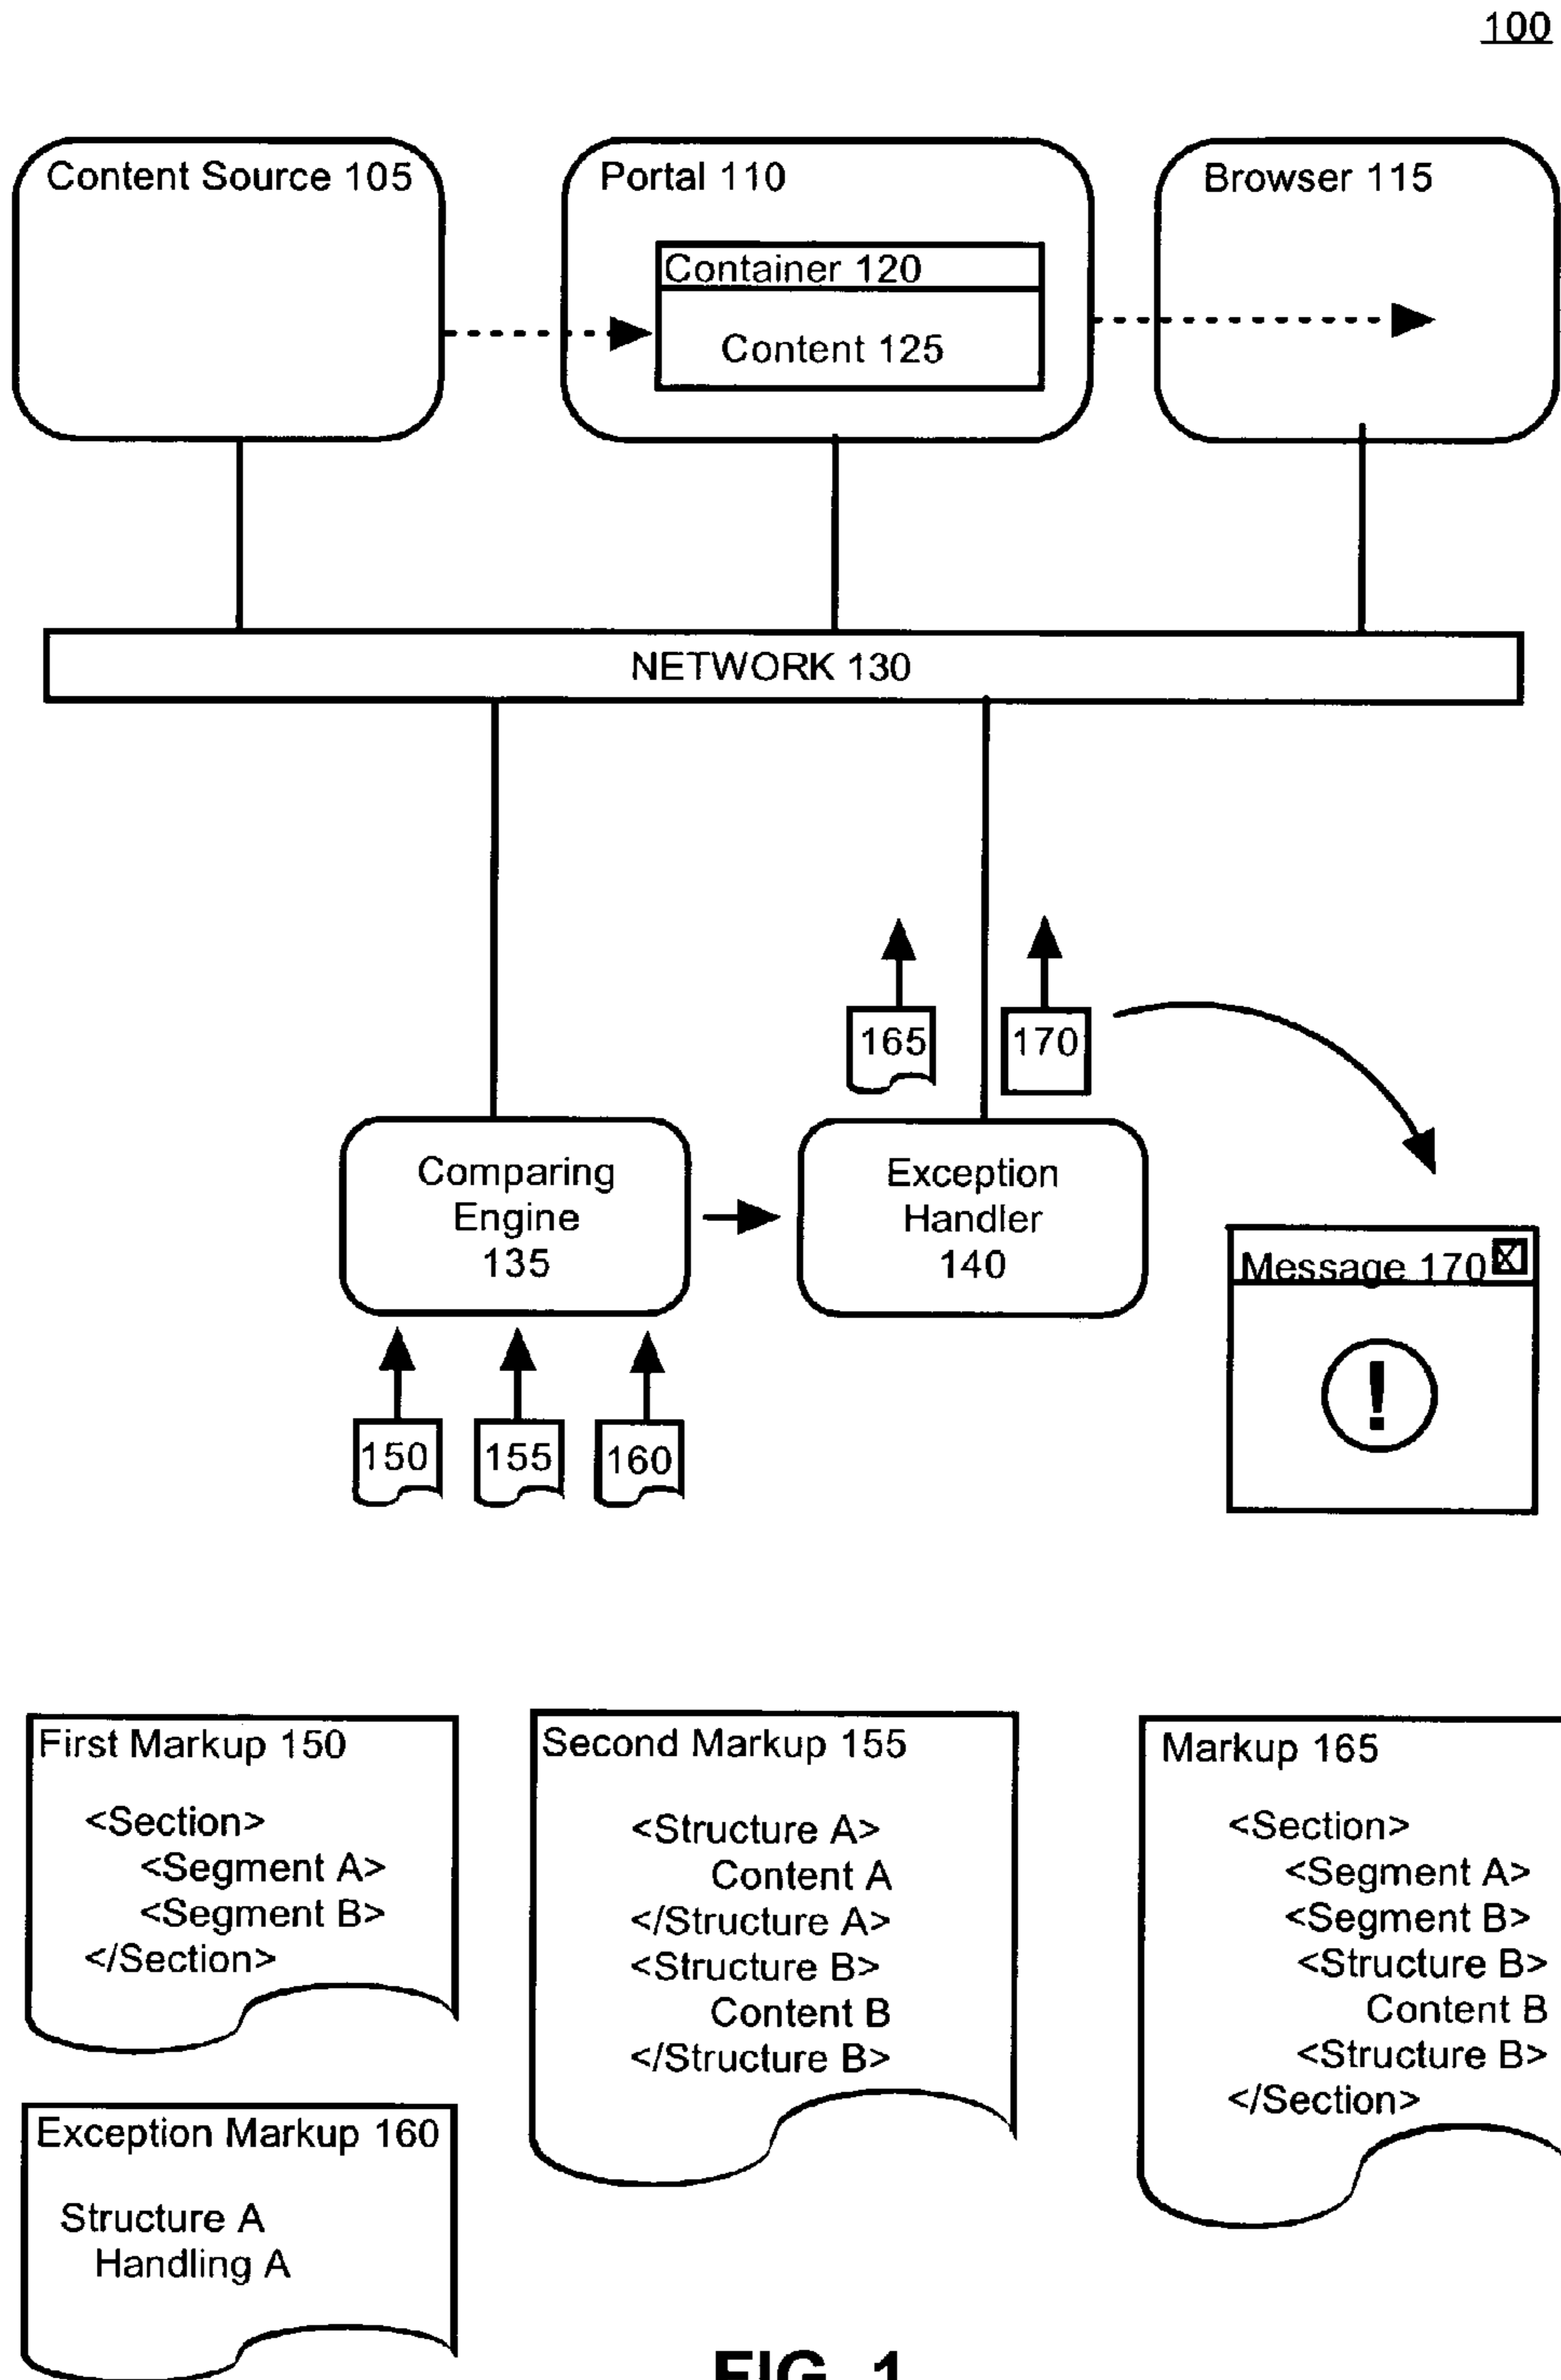 100
Content Source 105
Portal 110
Browser 115
Container 120
Content 125
NETWORK 130
165
170
Comparing
Engine
135
Exception
Handler
140
Message 170
X
!
150
155
160
First Markup 150
<Section>
<Segment A>
<Segment B>
</Section>
Second Markup 155
<Structure A>
Content A
</Structure A>
<Structure B>
Content B
</Structure B>
Markup 165
<Section>
<Segment A>
<Segment B>
<Structure B>
Content B
<Structure B>
</Section>
Exception Markup 160
Structure A
Handling A
FIG. 1